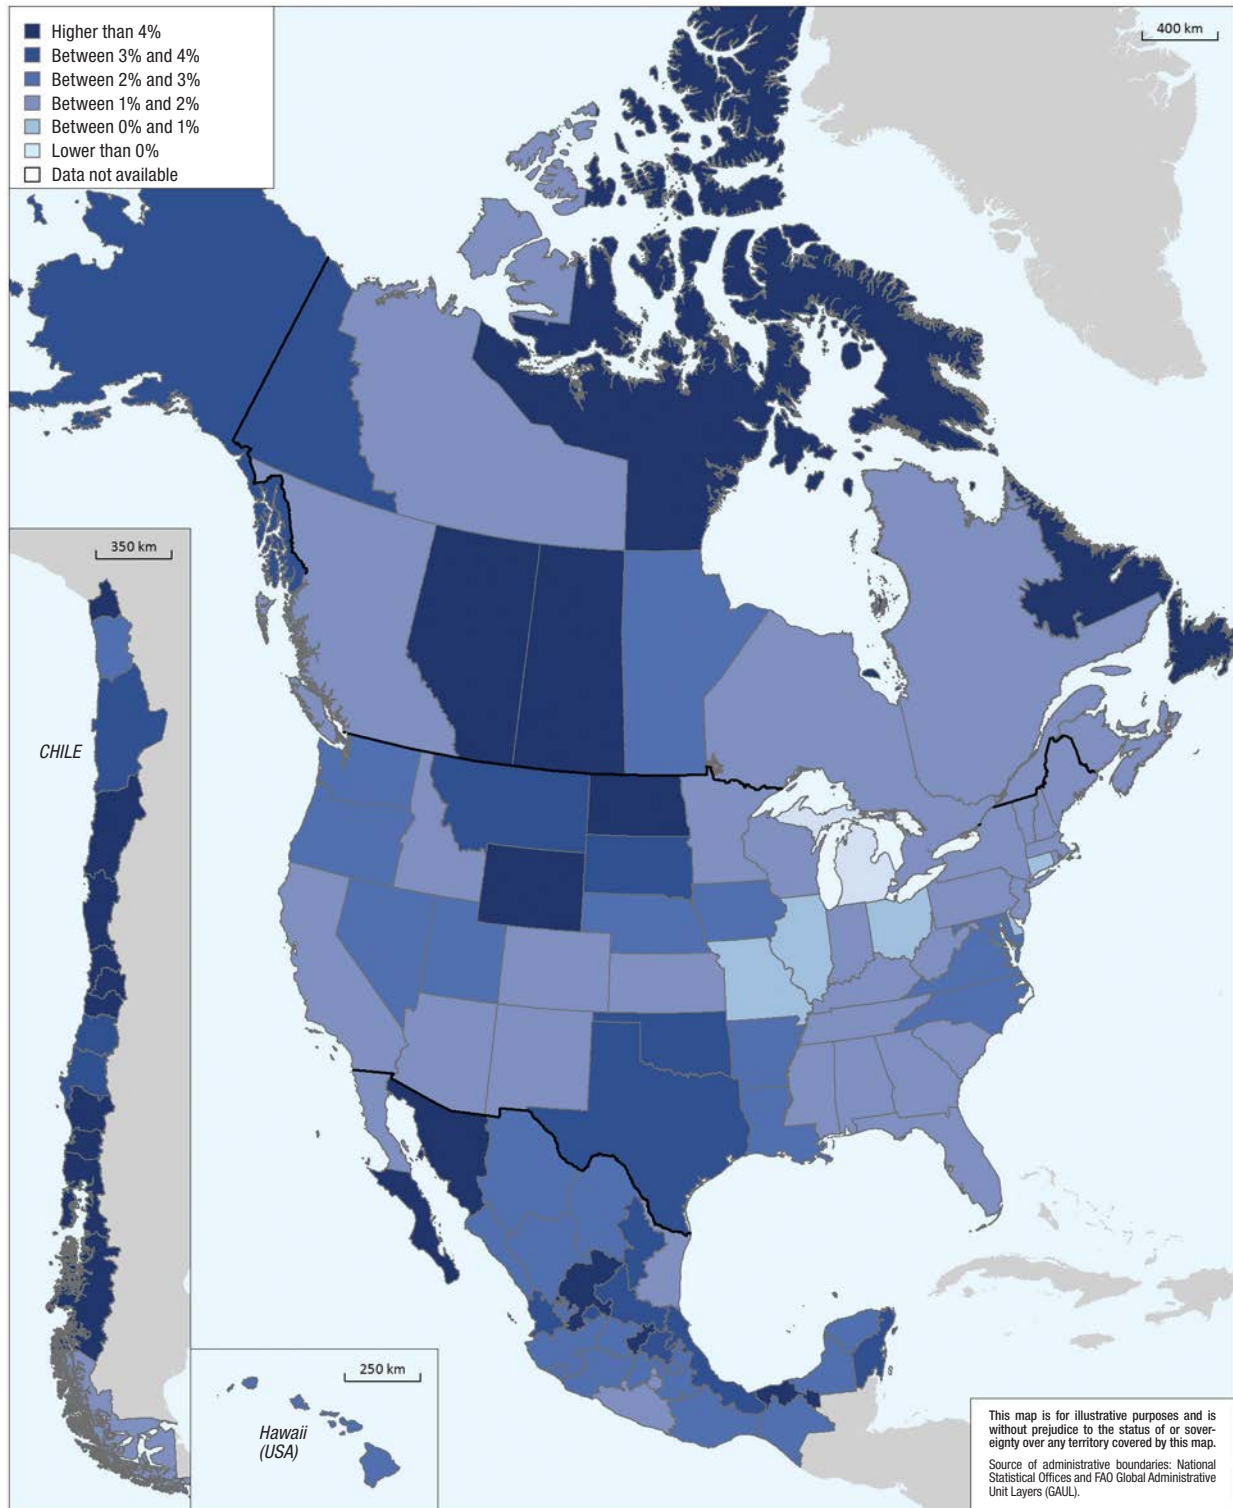 Higher than 4%
Between 3% and 4%
Between 2% and 3%
Between 1% and 2%
Between 0% and 1%
Lower than 0%
Data not available
400 km
350 km
CHILE
250 km
Hawaii
(USA)
This map is for illustrative purposes and is
without prejudice to the status of or sover-
eignty over any territory covered by this map.
Source of administrative boundaries: National
Statistical Offices and FAO Global Administrative
Unit Layers (GAUL).